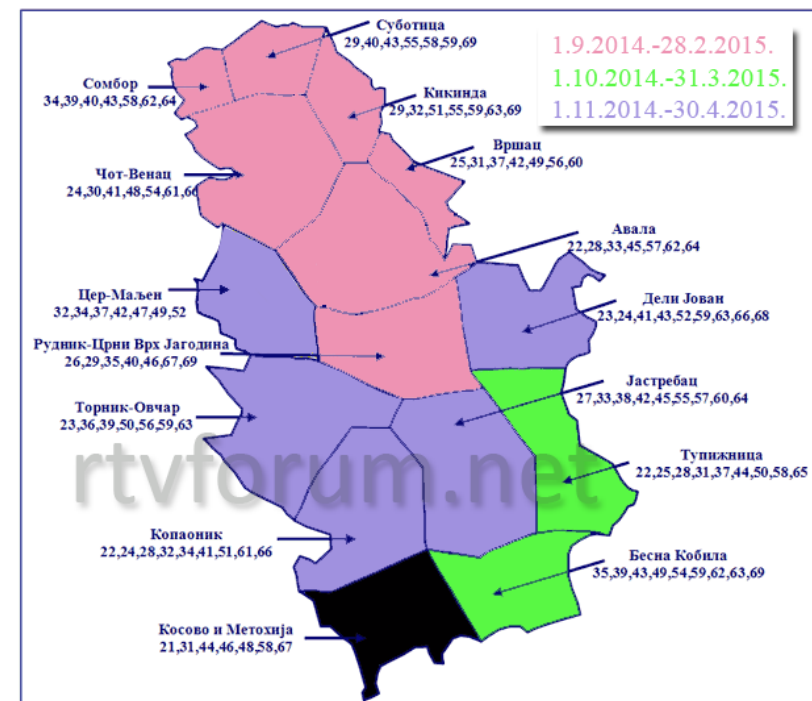 Суботица
29,40,43,55,58,59,69
1.9.2014.-28.2.2015.
1.10.2014.-31.3.2015.
1.11.2014.-30.4.2015.
Сомбор
34,39,40,43,58,62,64
Кикинда
29,32,51,55,59,63,69
Вршац
25,31,37,42,49,56,60
Чот-Венац
24,30,41,48,54,61,66
Авала
22,28,33,45,57,62,64
Цер-Маљен
32,34,37,42,47,49,52
Дели Јован
23,24,41,43,52,59,63,66,68
Рудник-Црни Врх Јагодина
26,29,35,40,46,67,69
Јастребац
27,33,38,42,45,55,57,60,64
Торник-Овчар
23,36,39,50,56,59,63
Тупижница
22,25,28,31,37,44,50,58,65
rtvforum.net
Копаоник
22,24,28,32,34,41,51,61,66
Бесна Кобила
35,39,43,49,54,59,62,63,69
Косово и Метохија
21,31,44,46,48,58,67